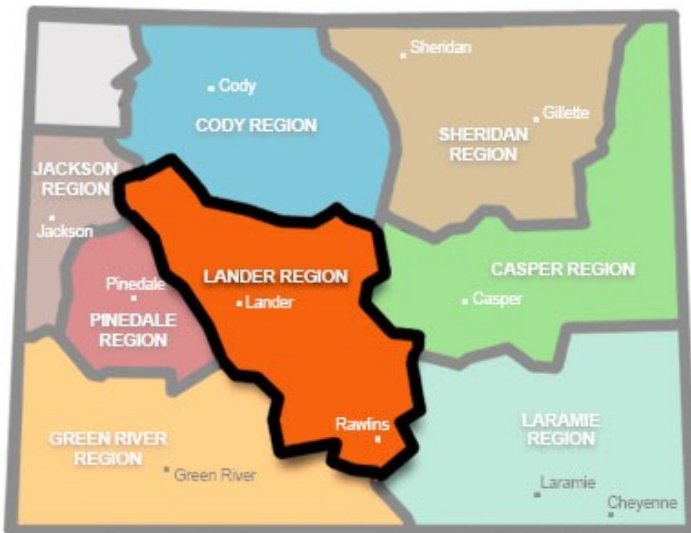 Sheridan
Cody
Gillette
CODY REGION
SHERIDAN
REGION
JACKSON
REGION
Jackson
LANDER REGION
CASPER REGION
Pinedale
Lander
Casper
PINEDALE
REGION
Rawlins
LARAMIE
REGION
GREEN RIVER
REGION
Green River
Laramie
Cheyenne